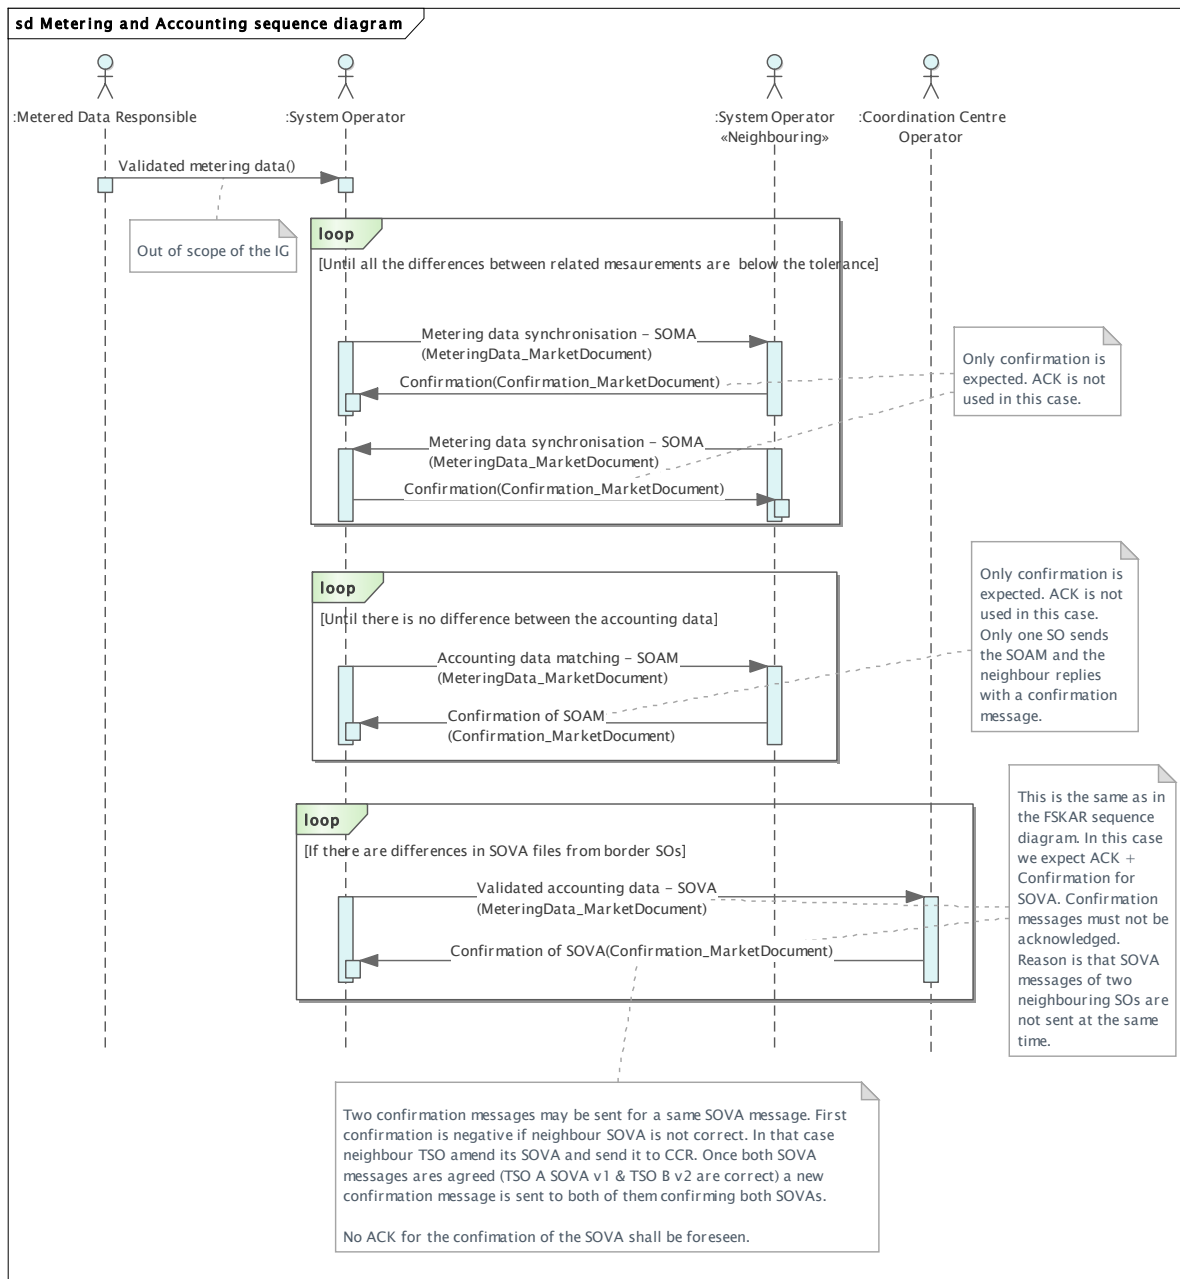 sd Metering and Accounting sequence diagram
:Metered Data Responsible
:System Operator
:System Operator
«Neighbouring»
:Coordination Centre
Operator
Validated metering data()
Out of scope of the IG
loop
[Until all the differences between related mesaurements are below the tolerance]
Metering data synchronisation - SOMA
(MeteringData_MarketDocument)
Confirmation(Confirmation_MarketDocument)
Only confirmation is
expected. ACK is not
used in this case.
Metering data synchronisation - SOMA
(MeteringData_MarketDocument)
Confirmation(Confirmation_MarketDocument)
loop
[Until there is no difference between the accounting data]
Accounting data matching - SOAM
(MeteringData_MarketDocument)
Confirmation of SOAM
(Confirmation_MarketDocument)
Only confirmation is
expected. ACK is not
used in this case.
Only one SO sends
the SOAM and the
neighbour replies
with a confirmation
message.
loop
[If there are differences in SOVA files from border SOs]
Validated accounting data - SOVA
(MeteringData_MarketDocument)
Confirmation of SOVA(Confirmation_MarketDocument)
This is the same as in
the FSKAR sequence
diagram. In this case
we expect ACK +
Confirmation for
SOVA. Confirmation
messages must not be
acknowledged.
Reason is that SOVA
messages of two
neighbouring SOs are
not sent at the same
time.
Two confirmation messages may be sent for a same SOVA message. First
confirmation is negative if neighbour SOVA is not correct. In that case
neighbour TSO amend its SOVA and send it to CCR. Once both SOVA
messages ares agreed (TSO A SOVA v1 & TSO B v2 are correct) a new
confirmation message is sent to both of them confirming both SOVAs.
No ACK for the confimation of the SOVA shall be foreseen.